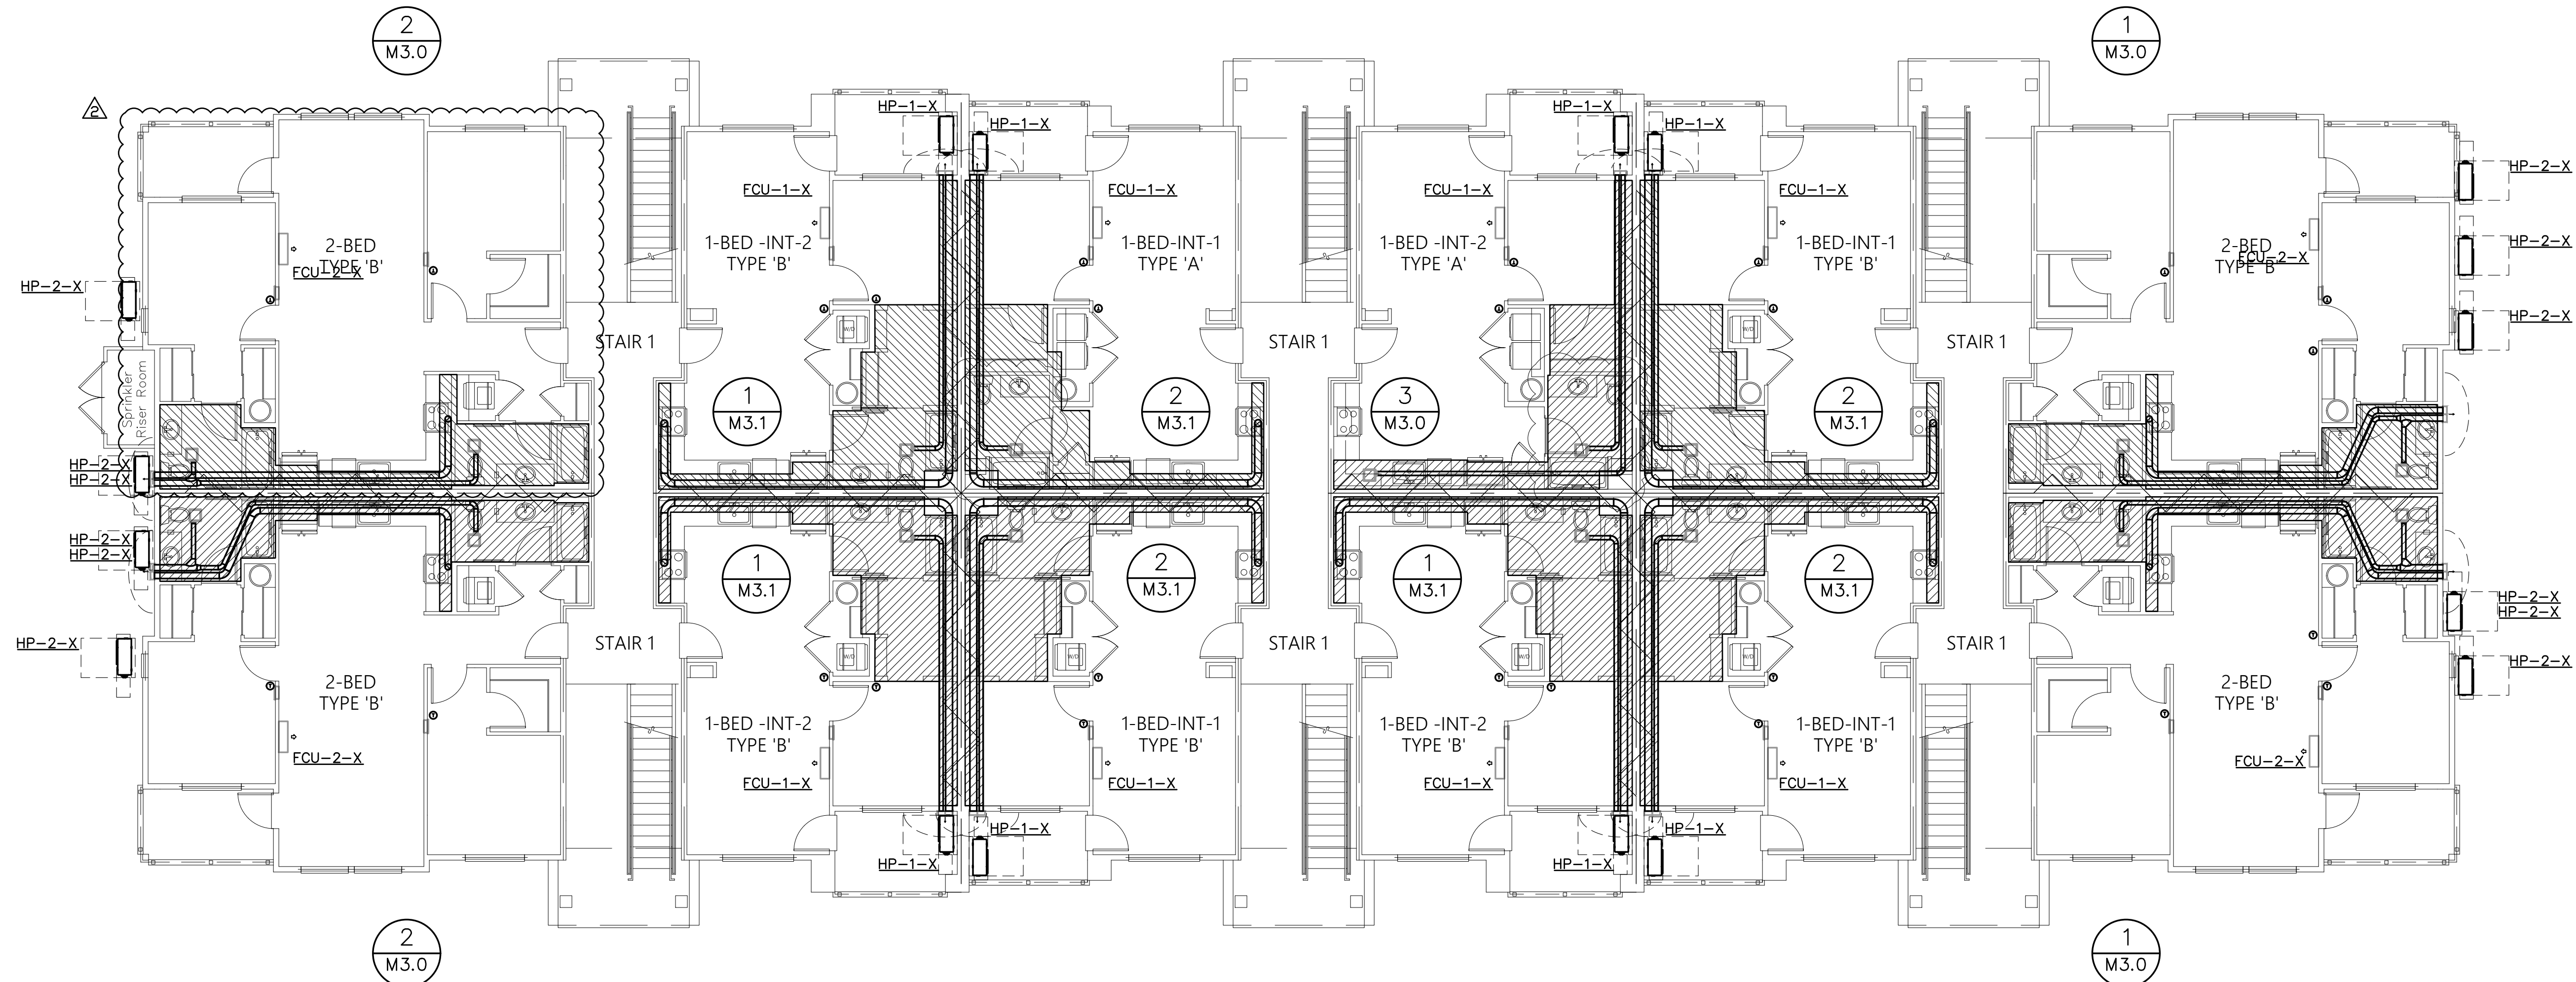 2
M3.0
1
M3.0
2
HP-1-X
HP-1-X
HP-1-X
HP-1-X
HP-2-X
FCU-1-X
FCU-1-X
FCU-1-X
FCU-1-X
2-BED
TYPE 'B'
FCU-2-X
1-BED -INT-2
TYPE 'B'
1-BED-INT-1
TYPE 'A'
1-BED -INT-2
TYPE 'A'
1-BED-INT-1
TYPE 'B'
2-BED
TYPE 'B'
FCU-2-X
HP-2-X
HP-2-X
HP-2-X
STAIR 1
STAIR 1
STAIR 1
W/D
W/D
Sprinkler
Riser Room
1
M3.1
2
M3.1
3
M3.0
2
M3.1
HP-2-X
HP-2-X
HP-2-X
HP-2-X
1
M3.1
2
M3.1
1
M3.1
2
M3.1
HP-2-X
HP-2-X
HP-2-X
STAIR 1
STAIR 1
STAIR 1
W/D
W/D
W/D
W/D
HP-2-X
2-BED
TYPE 'B'
FCU-2-X
1-BED -INT-2
TYPE 'B'
FCU-1-X
1-BED-INT-1
TYPE 'B'
FCU-1-X
1-BED -INT-2
TYPE 'B'
FCU-1-X
1-BED-INT-1
TYPE 'B'
FCU-1-X
2-BED
TYPE 'B'
FCU-2-X
HP-1-X
HP-1-X
HP-1-X
HP-1-X
2
M3.0
1
M3.0